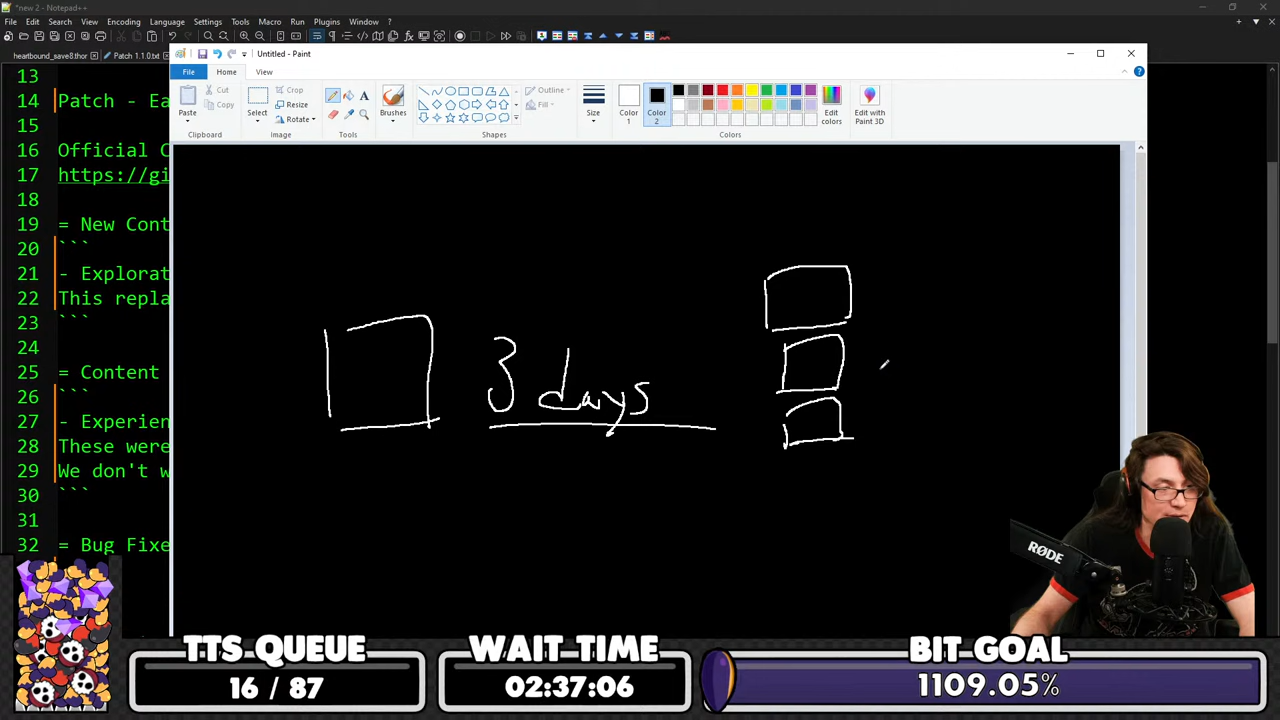 *new 2 - Notepad++
File Edit Search View Encoding Language Settings Tools Macro Run Plugins Window ?
heartbound_save8.thor Patch 1.1.0.txt
Untitled - Paint
File Home View
Paste Cut Copy Select Crop Resize Rotate Brushes Outline Fill Size Color 1 Color 2 Edit colors Edit with Paint 3D
Clipboard Image Tools Shapes Colors
13
14 Patch - Ea
15
16 Official C
17 https://gi
18
19 = New Cont
20 ```
21 - Explorat
22 This repla
23 ```
24
25 = Content
26 ```
27 - Experien
28 These were
29 We don't w
30 ```
31
32 = Bug Fixe
3 days
RØDE
TTS QUEUE
16 / 87
WAIT TIME
02:37:06
BIT GOAL
1109.05%